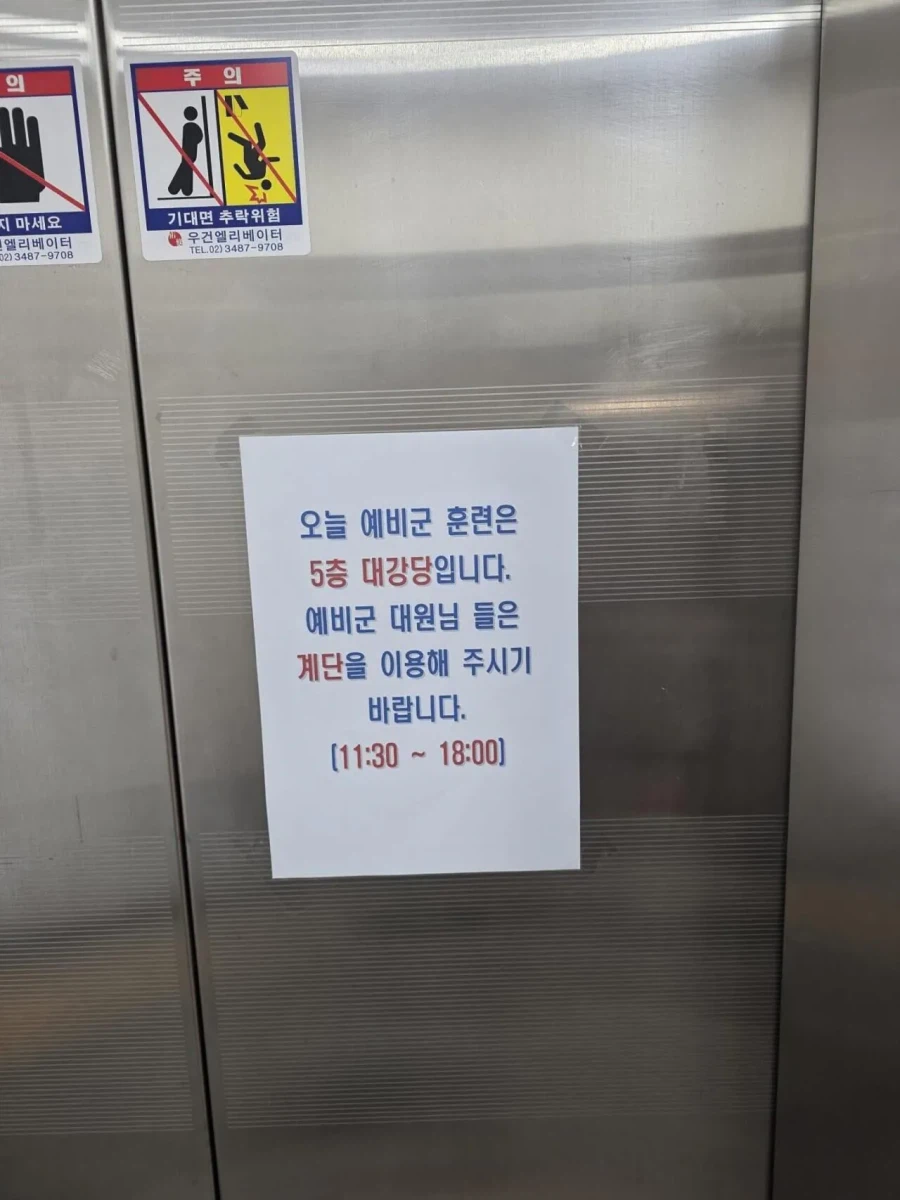 의
지 마세요
엘리베이터
02) 3487-9708
주 의
기대면 추락위험
우건엘리베이터
TEL.02) 3487-9708
오늘 예비군 훈련은
5층 대강당입니다.
예비군 대원님 들은
계단을 이용해 주시기
바랍니다.
[11:30 ~ 18:00]